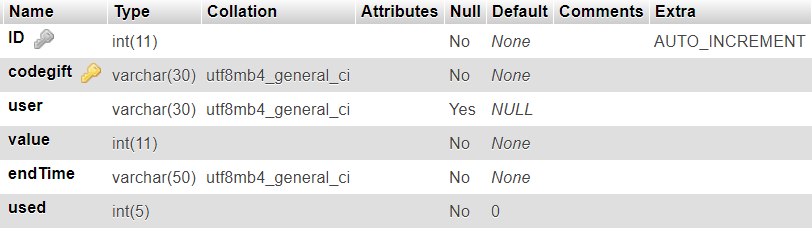 Name Type Collation Attributes Null Default Comments Extra
ID int(11) No None AUTO_INCREMENT
codegift varchar(30) utf8mb4_general_ci No None
user varchar(30) utf8mb4_general_ci Yes NULL
value int(11) No None
endTime varchar(50) utf8mb4_general_ci No None
used int(5) No 0